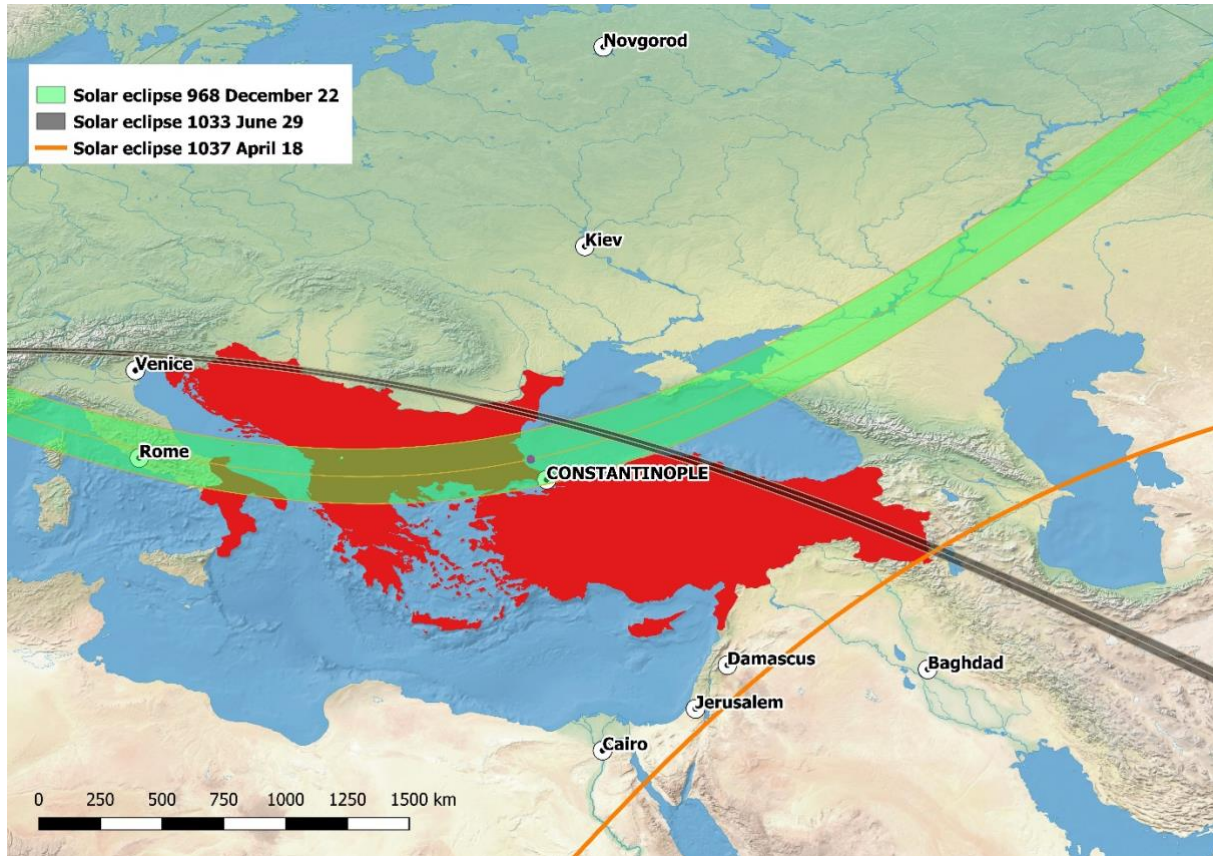 Novgorod
Solar eclipse 968 December 22
Solar eclipse 1033 June 29
Solar eclipse 1037 April 18
Kiev
Venice
Rome
CONSTANTINOPLE
Damascus
Baghdad
Jerusalem
Cairo
0 250 500 750 1000 1250 1500 km